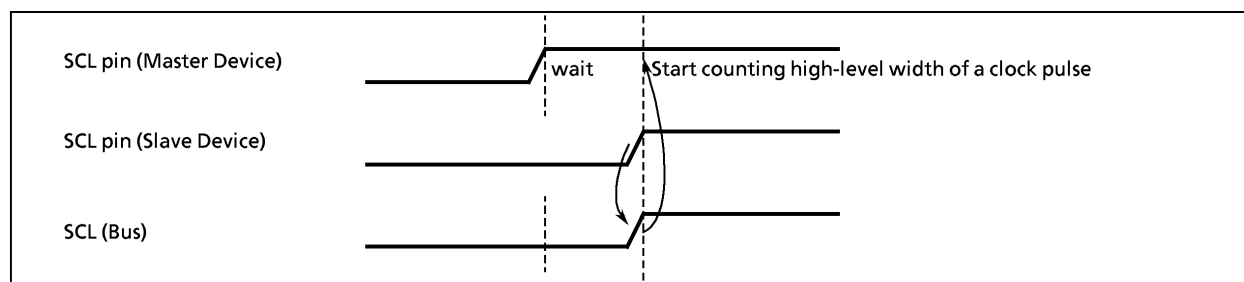 SCL pin (Master Device)
wait
Start counting high-level width of a clock pulse
SCL pin (Slave Device)
SCL (Bus)